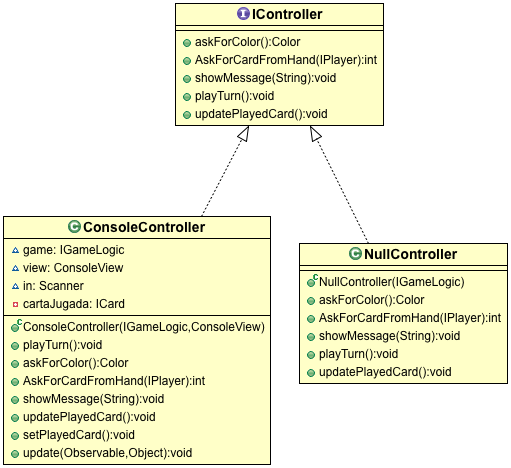 IController
askForColor():Color
AskForCardFromHand(IPlayer):int
showMessage(String):void
playTurn():void
updatePlayedCard():void
ConsoleController
game: IGameLogic
view: ConsoleView
in: Scanner
cartaJugada: ICard
ConsoleController(IGameLogic,ConsoleView)
playTurn():void
askForColor():Color
AskForCardFromHand(IPlayer):int
showMessage(String):void
updatePlayedCard():void
setPlayedCard():void
update(Observable,Object):void
NullController
NullController(IGameLogic)
askForColor():Color
AskForCardFromHand(IPlayer):int
showMessage(String):void
playTurn():void
updatePlayedCard():void